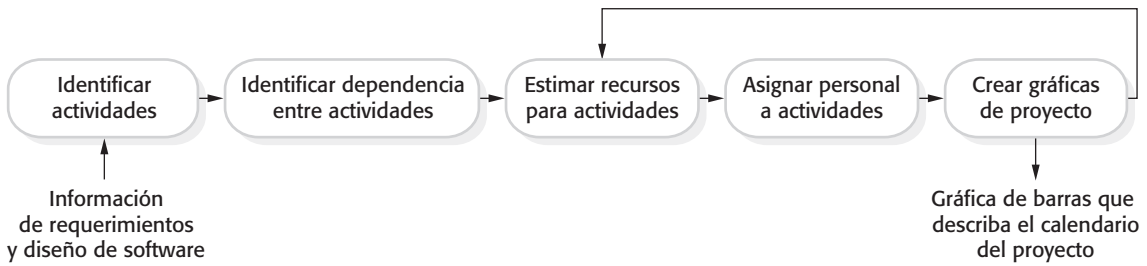 Identificar
actividades
Identificar dependencia
entre actividades
Estimar recursos
para actividades
Asignar personal
a actividades
Crear gráficas
de proyecto
Información
de requerimientos
y diseño de software
Gráfica de barras que
describa el calendario
del proyecto